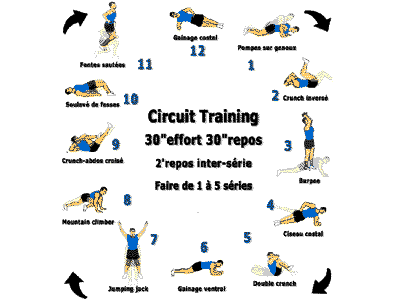 Gainage costal
12
Pompes sur genoux
1
Fentes sautées
11
2
Crunch inversé
Soulevé de fesses
10
Circuit Training
30"effort 30"repos
2'repos inter-série
Faire de 1 à 5 séries
3
Burpee
9
Crunch-abdos croisé
8
Mountain climber
4
Ciseau costal
7
Jumping jack
6
Gainage ventral
5
Double crunch